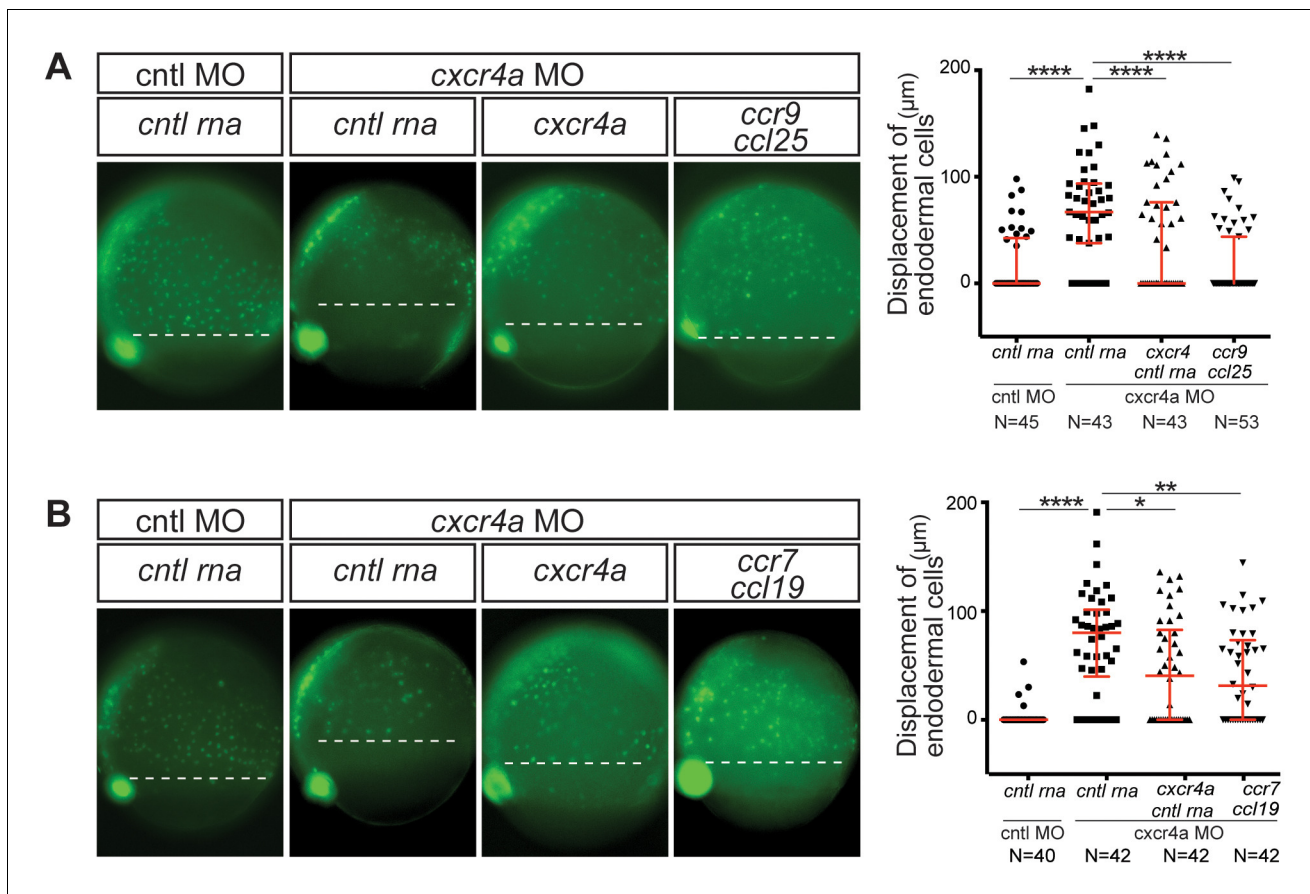 A
cntl MO
cxcr4a MO
cntl rna
cntl rna
cxcr4a
ccr9
ccl25
Displacement of (μm)
endodermal cells
200
100
0
****
****
****
cntl rna
cntl rna
cxcr4
cntl rna
ccr9
ccl25
cntl MO
cxcr4a MO
N=45
N=43
N=43
N=53
B
cntl MO
cxcr4a MO
cntl rna
cntl rna
cxcr4a
ccr7
ccl19
Displacement of (μm)
endodermal cells
200
100
0
****
*
**
cntl rna
cntl rna
cxcr4a
cntl rna
ccr7
ccl19
cntl MO
cxcr4a MO
N=40
N=42
N=42
N=42